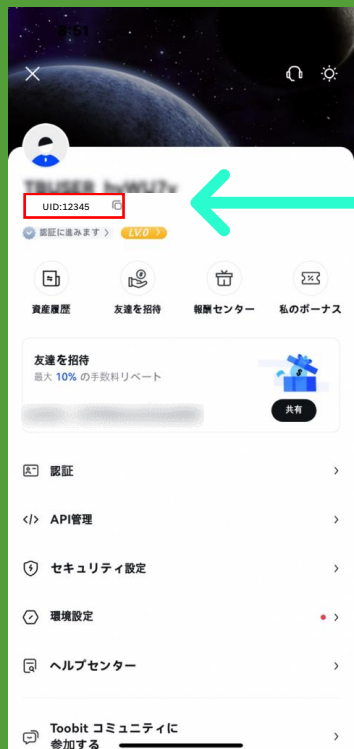 UID:12345
認証に進みます
LV.0
資産履歴
友達を招待
報酬センター
私のボーナス
友達を招待
最大 10% の手数料リベート
共有
認証
</> API管理
セキュリティ設定
環境設定
ヘルプセンター
Toobit コミュニティに
参加する